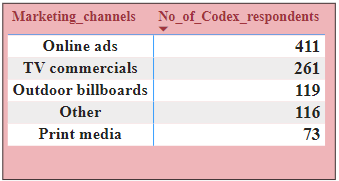 Marketing_channels No_of_Codex_respondents
Online ads 411
TV commercials 261
Outdoor billboards 119
Other 116
Print media 73